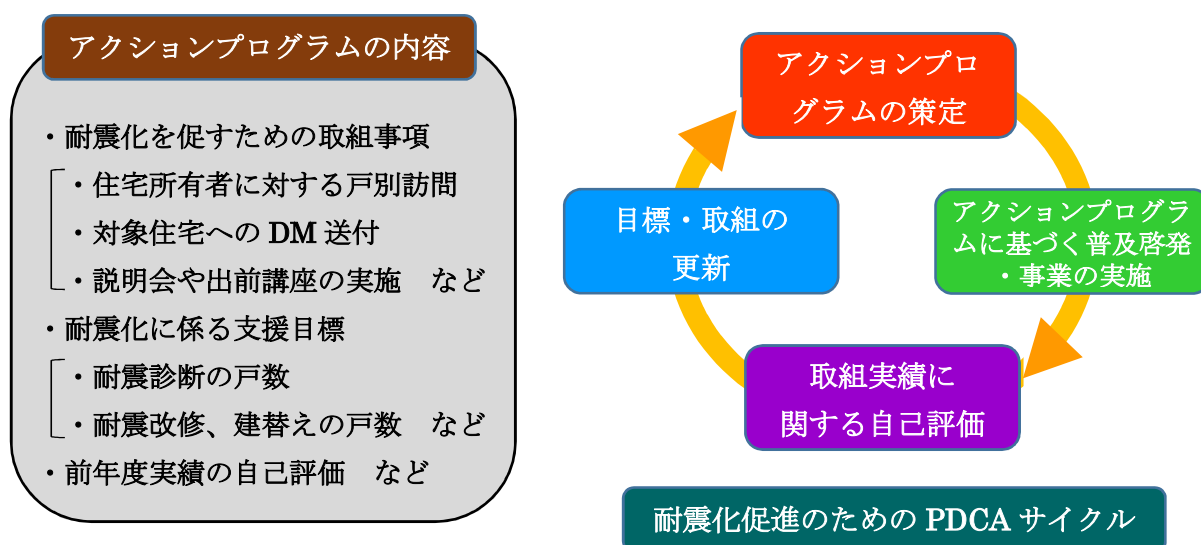 アクションプログラムの内容
・耐震化を促すための取組事項
・住宅所有者に対する戸別訪問
・対象住宅への DM 送付
・説明会や出前講座の実施　など
・耐震化に係る支援目標
・耐震診断の戸数
・耐震改修、建替えの戸数　など
・前年度実績の自己評価　など
アクションプロ
グラムの策定
アクションプログラ
ムに基づく普及啓発
・事業の実施
取組実績に
関する自己評価
目標・取組の
更新
耐震化促進のための PDCA サイクル